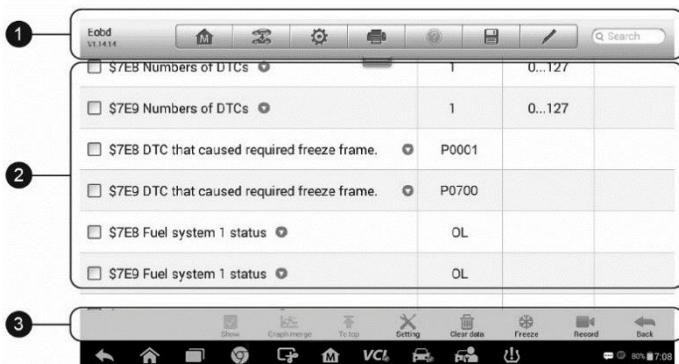 1
Eobd
V1.14.14
M
Search
2
$7E8 Numbers of DTCs 1 0...127
$7E9 Numbers of DTCs 1 0...127
$7E8 DTC that caused required freeze frame. P0001
$7E9 DTC that caused required freeze frame. P0700
$7E8 Fuel system 1 status OL
$7E9 Fuel system 1 status OL
3
Show Graph merge To top Setting Clear data Freeze Record Back
M VCI 80% 7:08